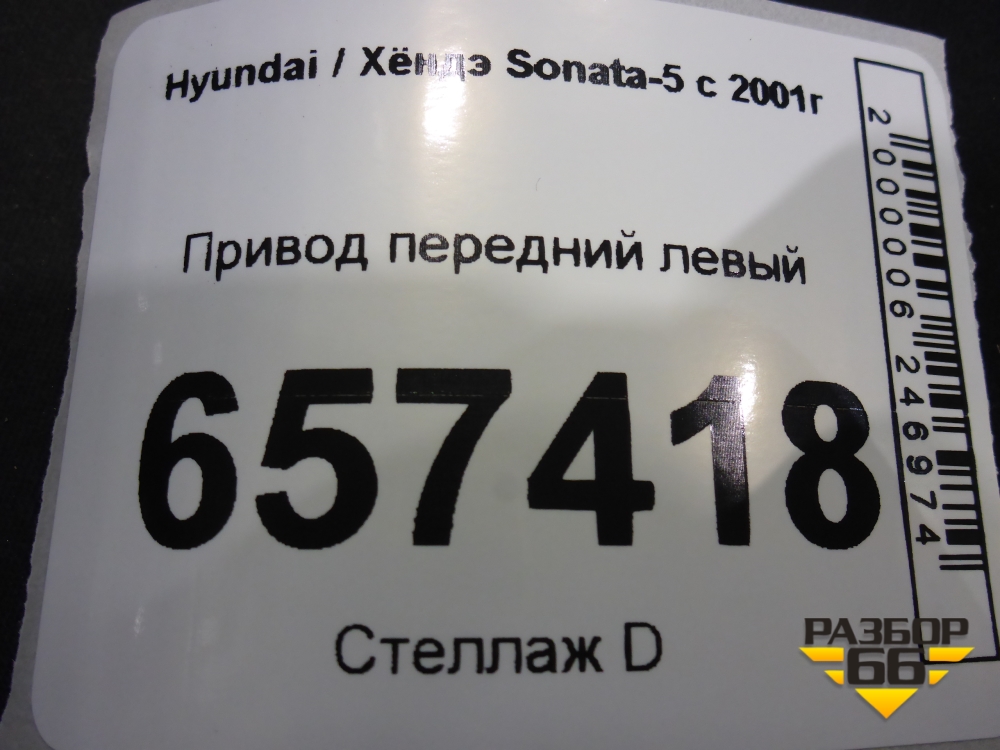 Hyundai / Хёндэ Sonata-5 с 2001г
Привод передний левый
657418
Стеллаж D
2000006246974
РАЗБОР
66